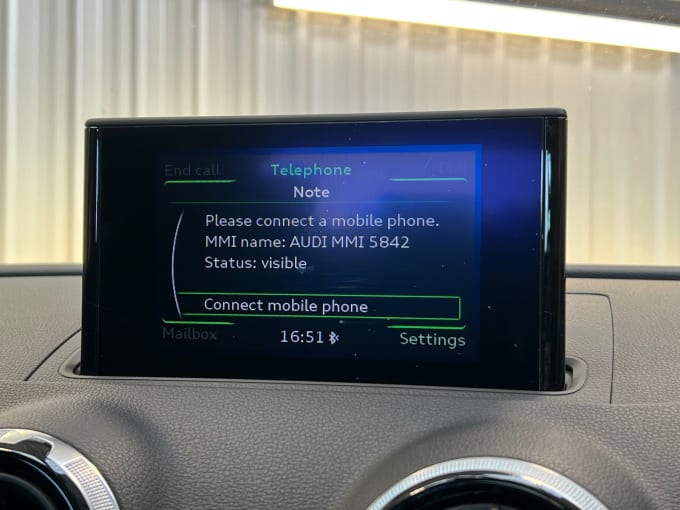 End call
Telephone
Note
Please connect a mobile phone.
MMI name: AUDI MMI 5842
Status: visible
Connect mobile phone
Mailbox
16:51
Settings